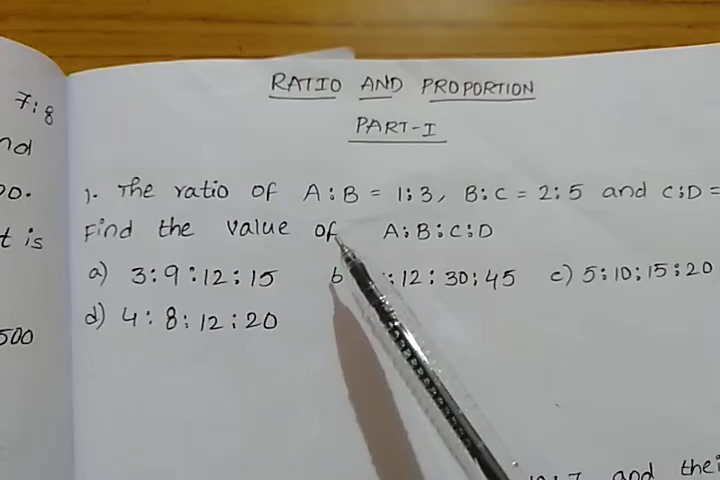 RATIO AND PROPORTION
PART-I
7:8
nd
00.
t is
500
1. The ratio of A:B = 1:3, B:C = 2:5 and C:D =
Find the value of A:B:C:D
a) 3:9:12:15 b :12:30:45 c) 5:10:15:20
d) 4:8:12:20
and thei